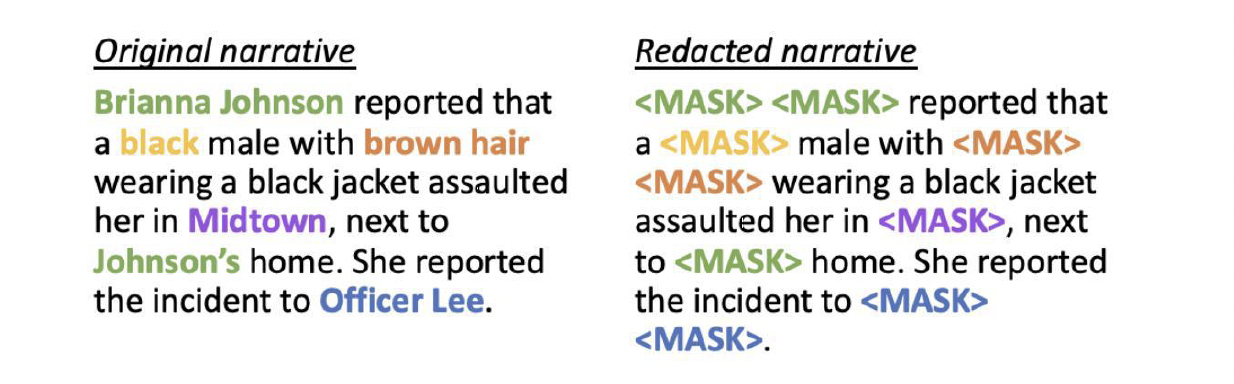 Original narrative
Brianna Johnson reported that
a black male with brown hair
wearing a black jacket assaulted
her in Midtown, next to
Johnson’s home. She reported
the incident to Officer Lee.
Redacted narrative
<MASK> <MASK> reported that
a <MASK> male with <MASK>
<MASK> wearing a black jacket
assaulted her in <MASK>, next
to <MASK> home. She reported
the incident to <MASK>
<MASK>.